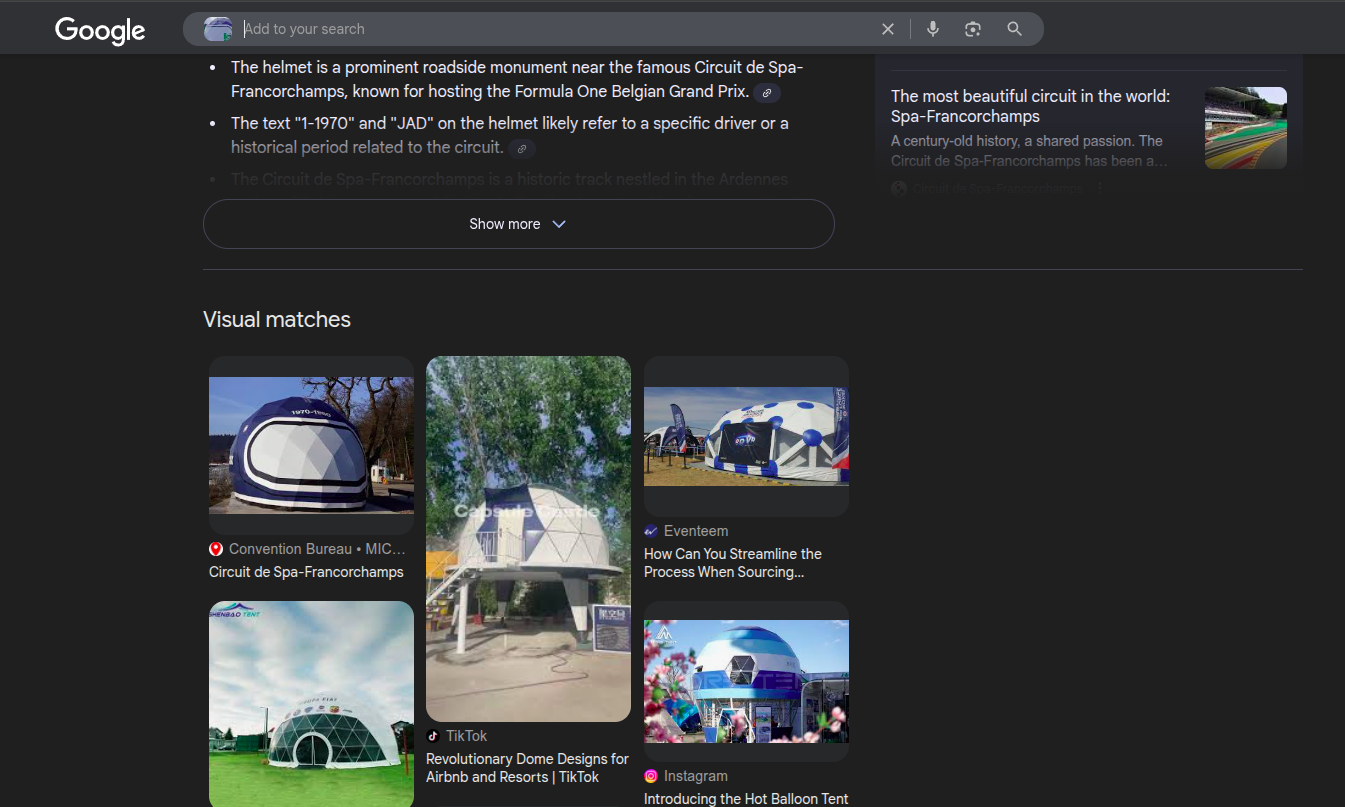 Google
Add to your search
The helmet is a prominent roadside monument near the famous Circuit de Spa-
Francorchamps, known for hosting the Formula One Belgian Grand Prix.
The text "1-1970" and "JAD" on the helmet likely refer to a specific driver or a
historical period related to the circuit.
The Circuit de Spa-Francorchamps is a historic track nestled in the Ardennes
Show more
The most beautiful circuit in the world:
Spa-Francorchamps
A century-old history, a shared passion. The
Circuit de Spa-Francorchamps has been a...
Circuit de Spa-Francorchamps
Visual matches
Convention Bureau • MIC...
Circuit de Spa-Francorchamps
SHENBAO TENT
Capsule Castle
TikTok
Revolutionary Dome Designs for
Airbnb and Resorts | TikTok
Eventeem
How Can You Streamline the
Process When Sourcing...
Instagram
Introducing the Hot Balloon Tent